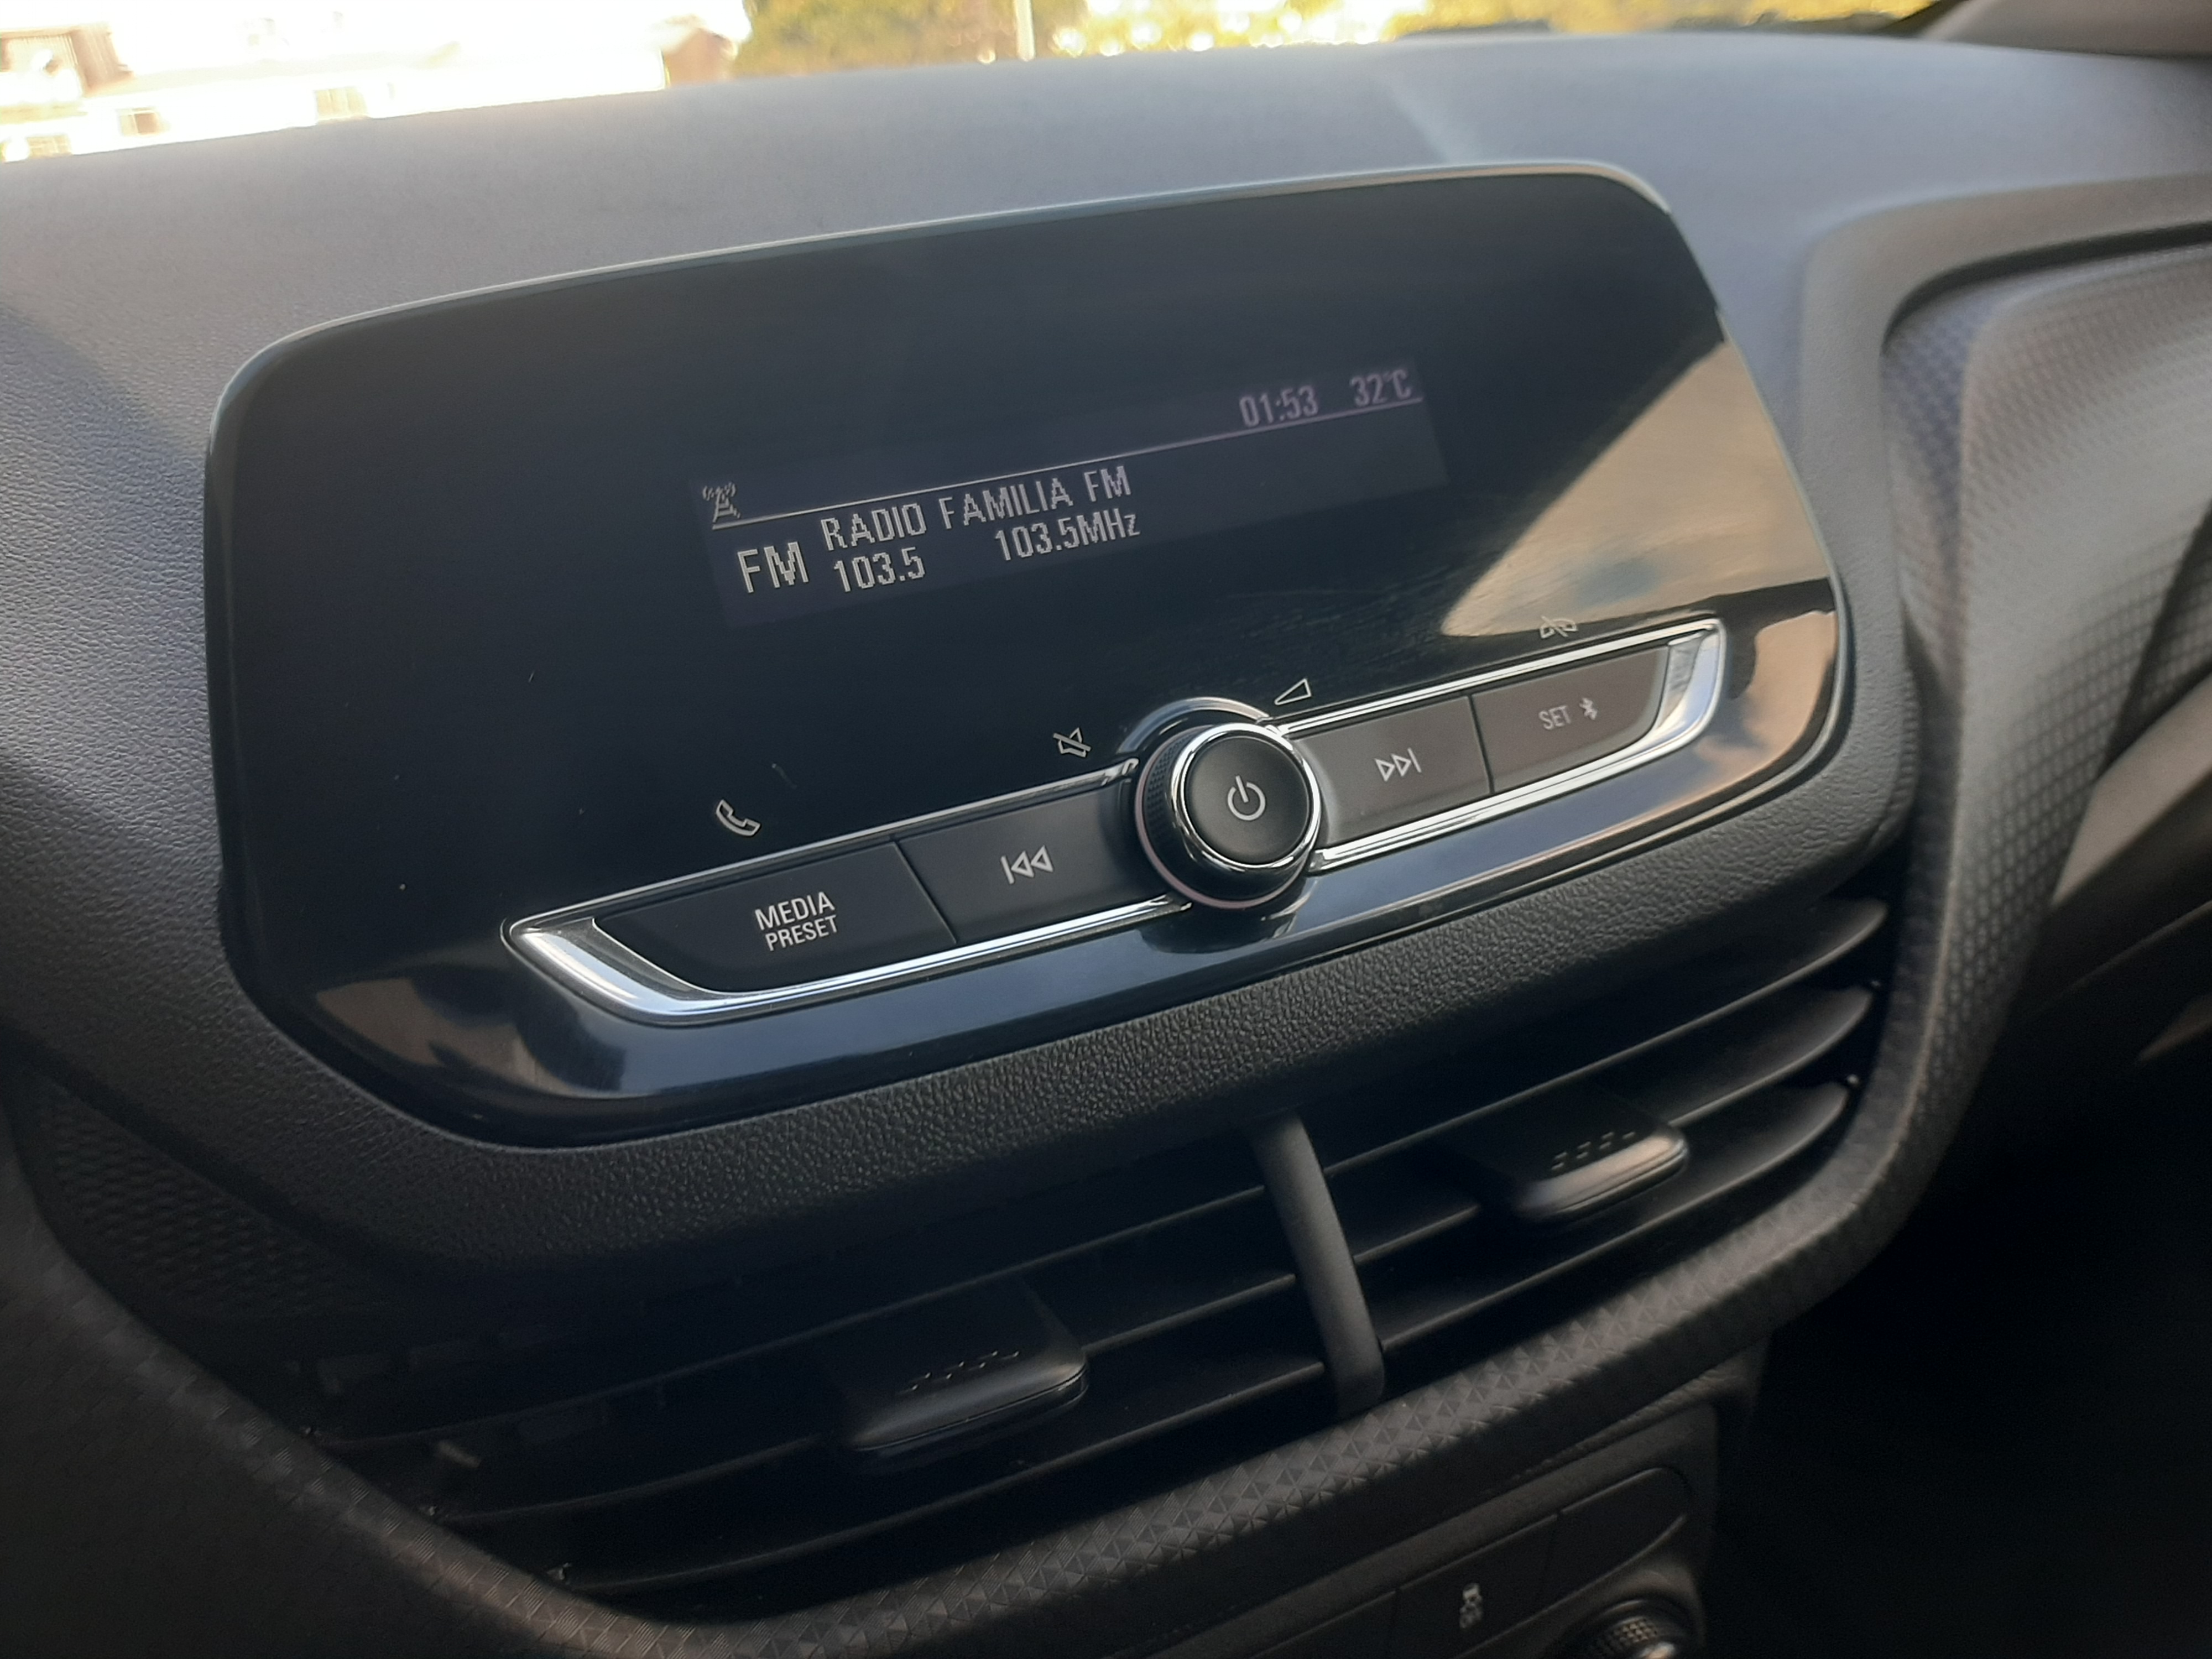 01:53 32°C
RADIO FAMILIA FM
FM 103.5 103.5MHz
MEDIA
PRESET
SET